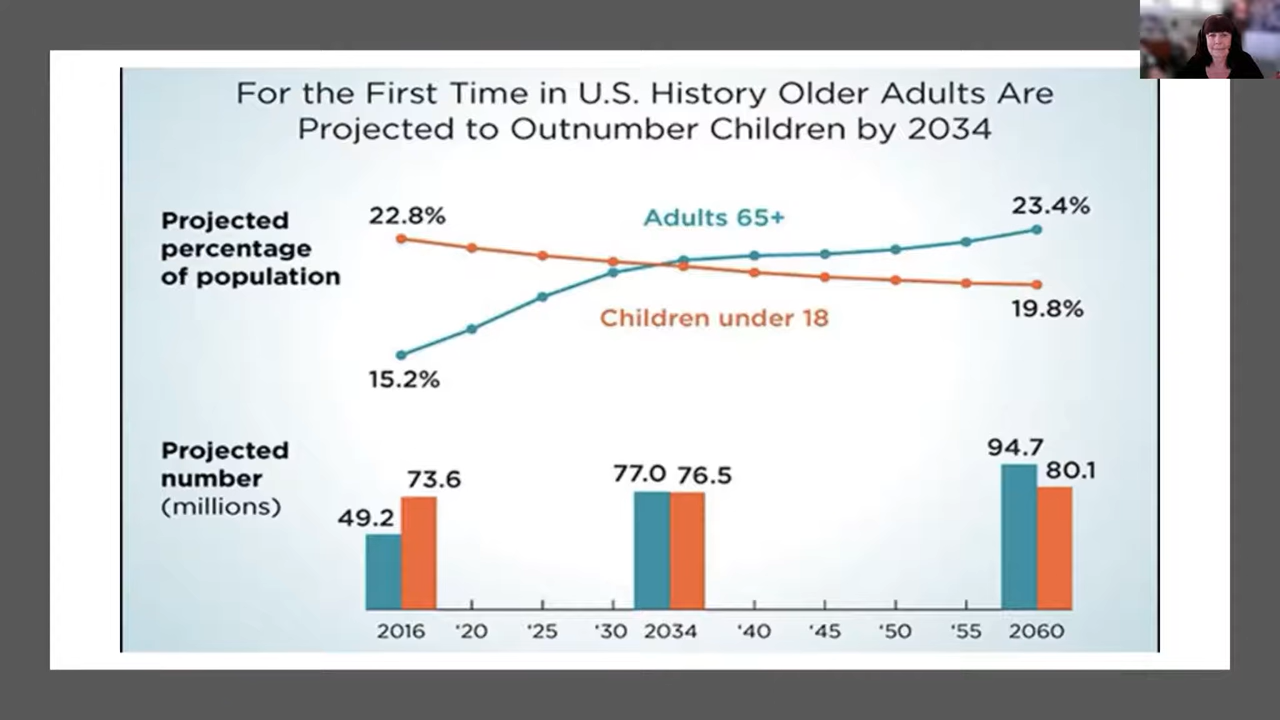 For the First Time in U.S. History Older Adults Are
Projected to Outnumber Children by 2034
Projected
percentage
of population
22.8%
Adults 65+
23.4%
Children under 18
19.8%
15.2%
Projected
number
(millions)
49.2
73.6
77.0
76.5
94.7
80.1
2016 '20 '25 '30 2034 '40 '45 '50 '55 2060